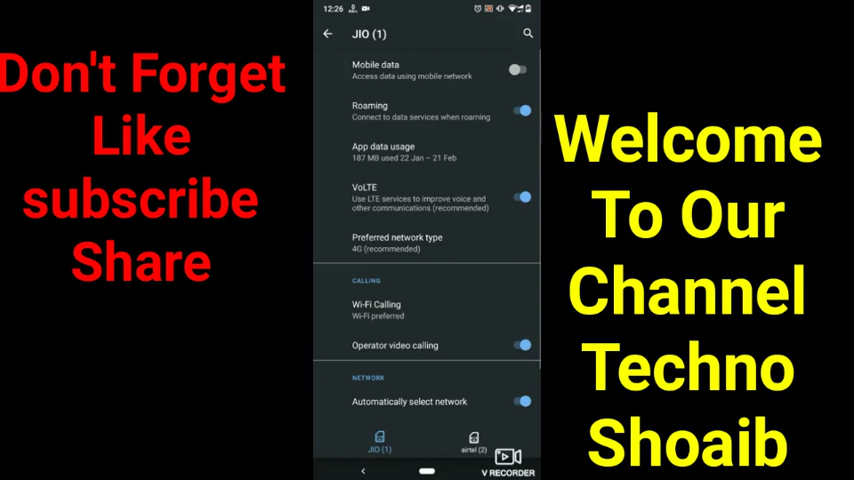 Don't Forget
Like
subscribe
Share
12:26
JIO (1)
Mobile data
Access data using mobile network
Roaming
Connect to data services when roaming
App data usage
187 MB used 22 Jan – 21 Feb
VoLTE
Use LTE services to improve voice and
other communications (recommended)
Preferred network type
4G (recommended)
CALLING
Wi-Fi Calling
Wi-Fi preferred
Operator video calling
NETWORK
Automatically select network
JIO (1)
airtel (2)
V RECORDER
Welcome
To Our
Channel
Techno
Shoaib